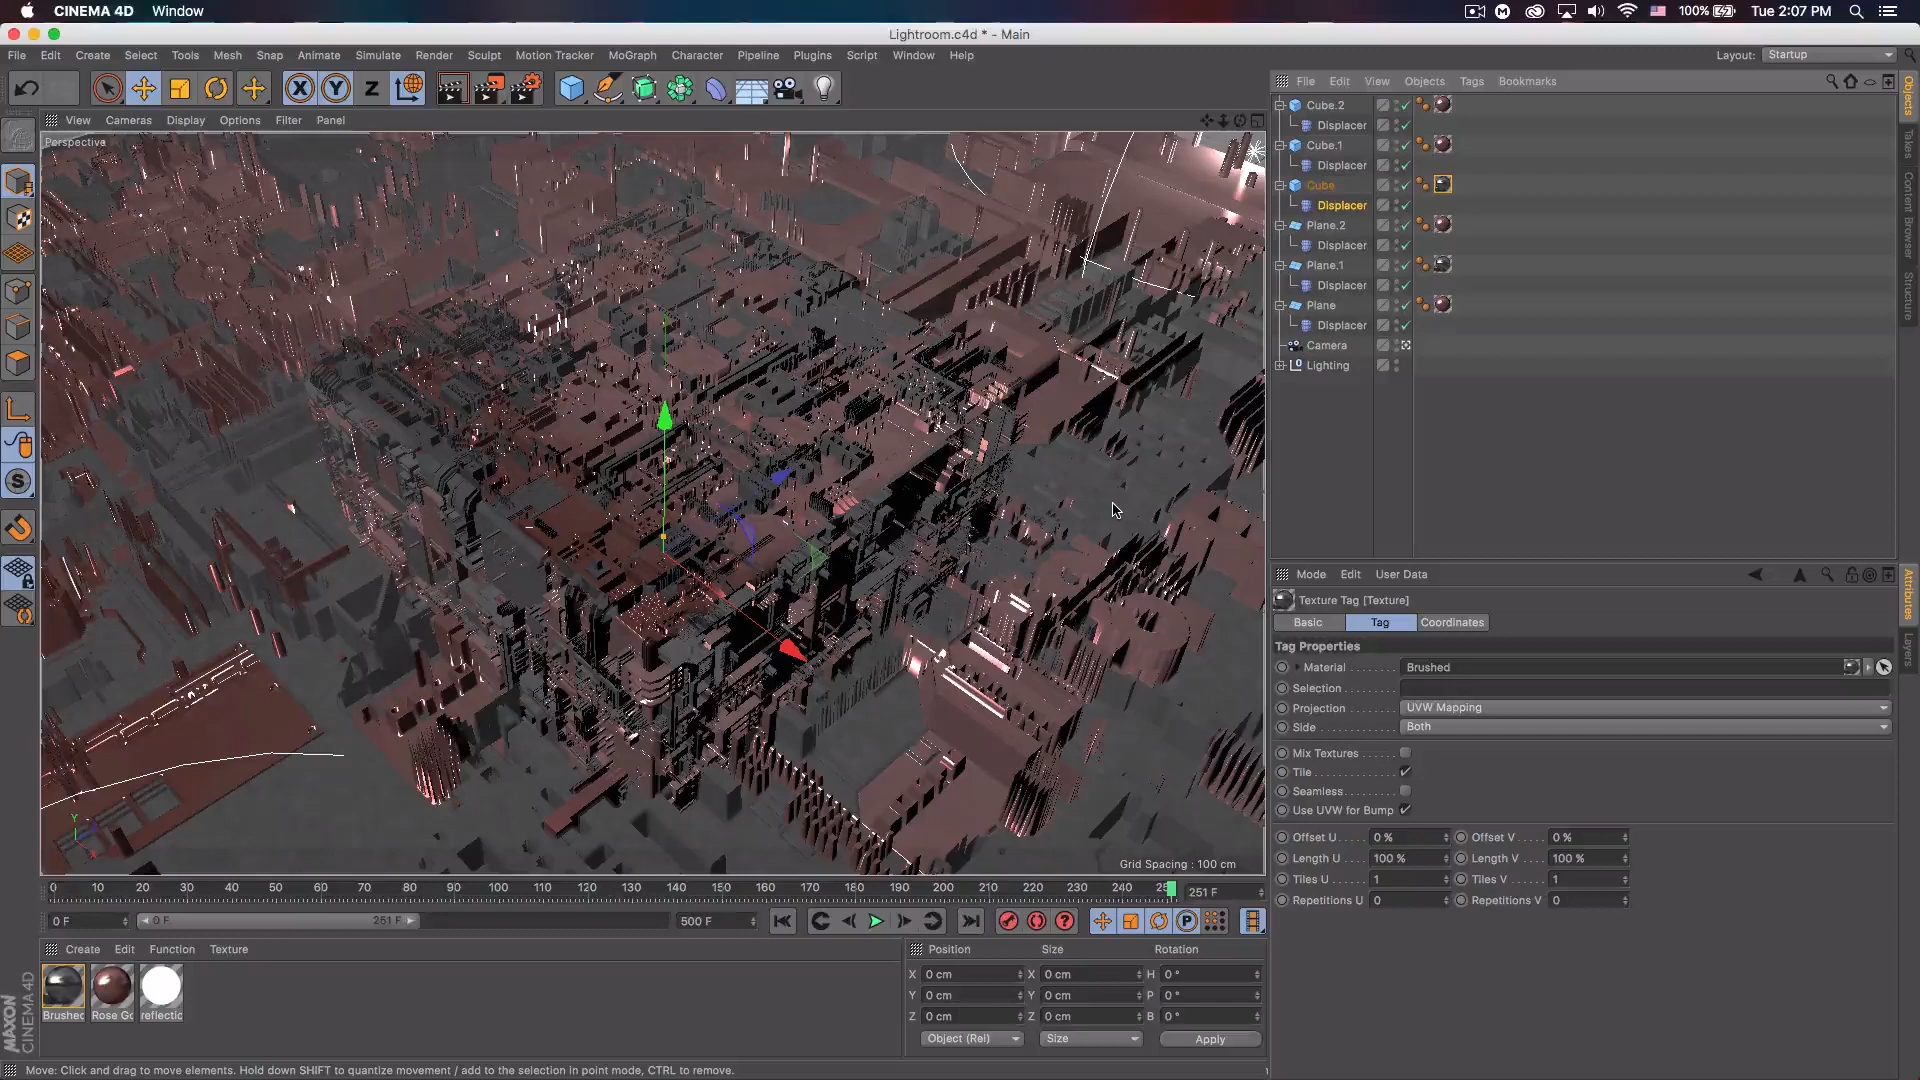 CINEMA 4D Window
100% Tue 2:07 PM
Lightroom.c4d * - Main
File Edit Create Select Tools Mesh Snap Animate Simulate Render Sculpt Motion Tracker MoGraph Character Pipeline Plugins Script Window Help
Layout: Startup
X Y Z
File Edit View Objects Tags Bookmarks
View Cameras Display Options Filter Panel
Perspective
Cube.2
Displacer
Cube.1
Displacer
Cube
Displacer
Plane.2
Displacer
Plane.1
Displacer
Plane
Displacer
Camera
Lighting
Objects
Takes
Content Browser
Structure
Mode Edit User Data
Attributes
Layers
Texture Tag [Texture]
Basic Tag Coordinates
Tag Properties
Material Brushed
Selection
Projection UVW Mapping
Side Both
Mix Textures
Tile
Seamless
Use UVW for Bump
Offset U 0 % Offset V 0 %
Length U 100 % Length V 100 %
Tiles U 1 Tiles V 1
Repetitions U 0 Repetitions V 0
Y
Grid Spacing : 100 cm
0 10 20 30 40 50 60 70 80 90 100 110 120 130 140 150 160 170 180 190 200 210 220 230 240 251 F
0 F 0 F 251 F 500 F
Create Edit Function Texture
Brushed Rose Go reflectic
Position Size Rotation
X 0 cm X 0 cm H 0 °
Y 0 cm Y 0 cm P 0 °
Z 0 cm Z 0 cm B 0 °
Object (Rel) Size Apply
MAXON
CINEMA 4D
Move: Click and drag to move elements. Hold down SHIFT to quantize movement / add to the selection in point mode, CTRL to remove.